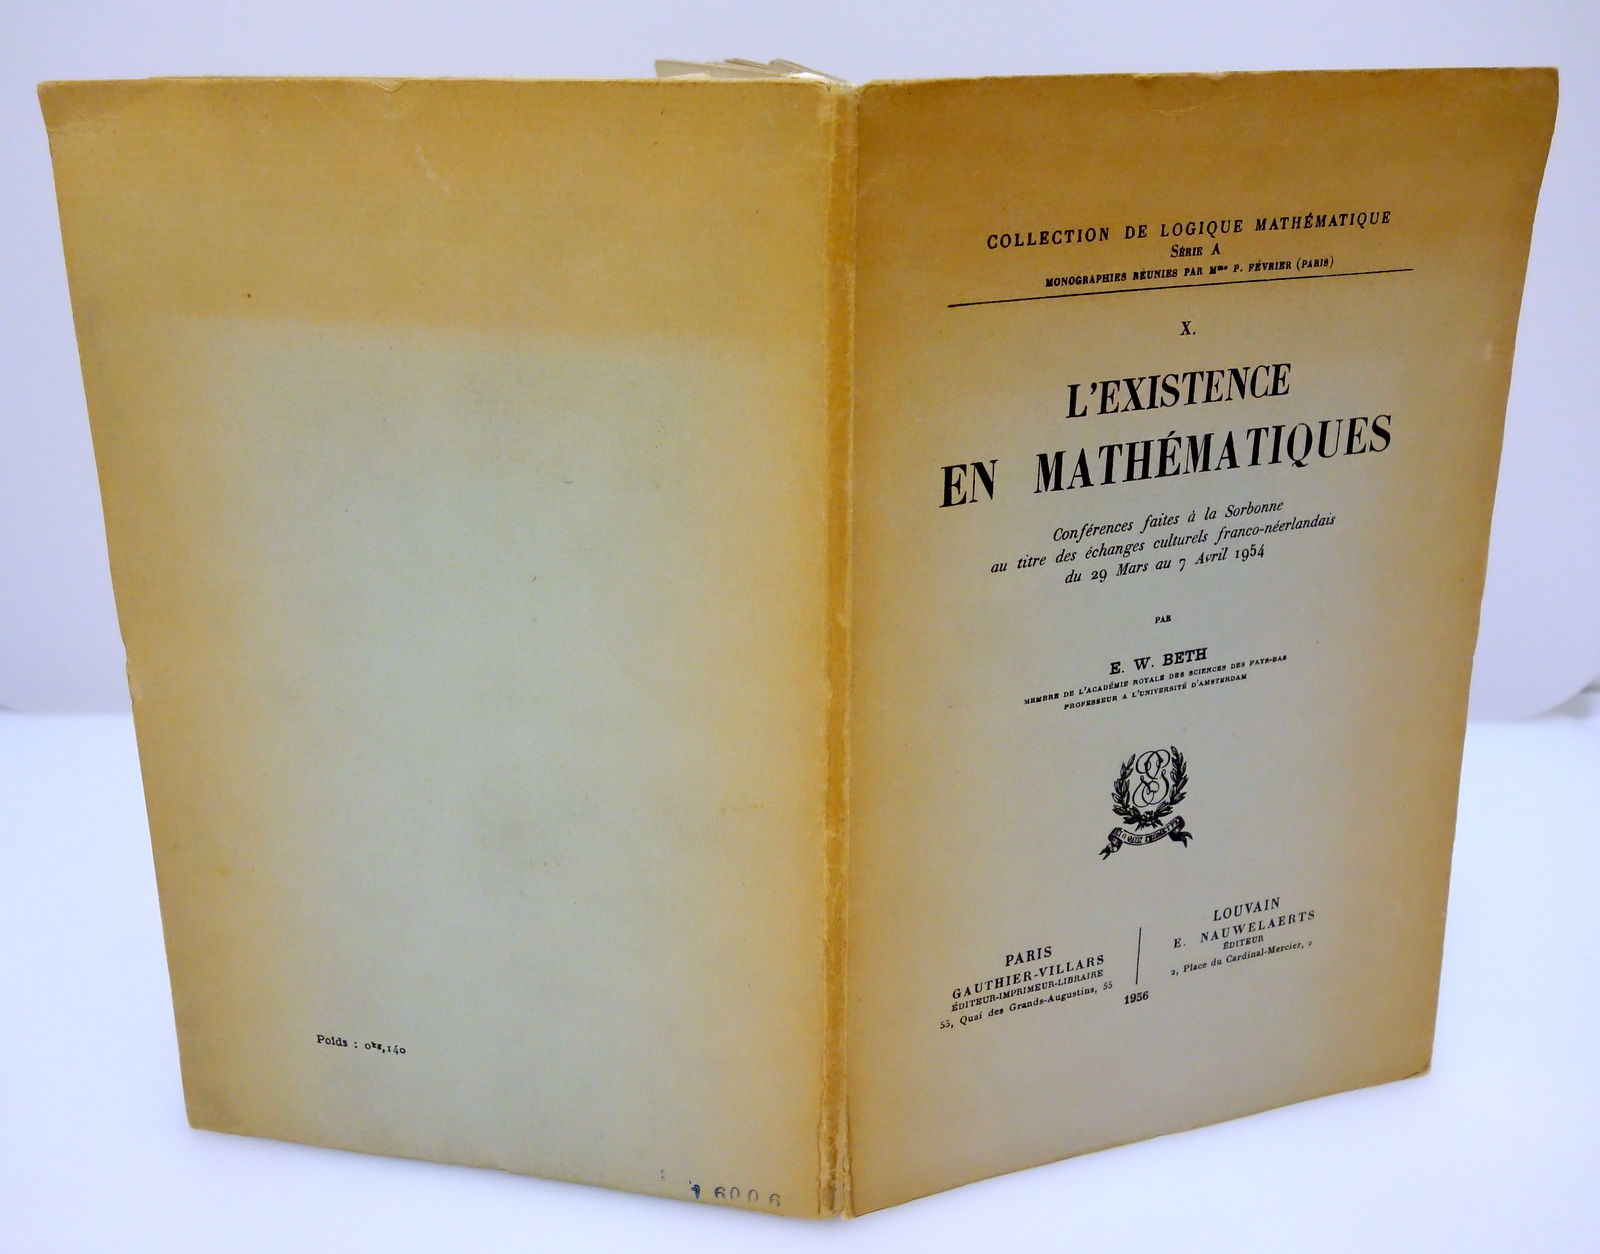 COLLECTION DE LOGIQUE MATHÉMATIQUE
SÉRIE A
MONOGRAPHIES RÉUNIES PAR Mme P. FÉVRIER (PARIS)
X.
L'EXISTENCE
EN MATHÉMATIQUES
Conférences faites à la Sorbonne
au titre des échanges culturels franco-néerlandais
du 29 Mars au 7 Avril 1954
PAR
E. W. BETH
MEMBRE DE L'ACADÉMIE ROYALE DES SCIENCES DES PAYS-BAS
PROFESSEUR A L'UNIVERSITÉ D'AMSTERDAM
PARIS
GAUTHIER-VILLARS
ÉDITEUR-IMPRIMEUR-LIBRAIRE
55, Quai des Grands-Augustins, 55
LOUVAIN
E. NAUWELAERTS
ÉDITEUR
2, Place du Cardinal-Mercier, 2
1956
Poids : 0kg,140